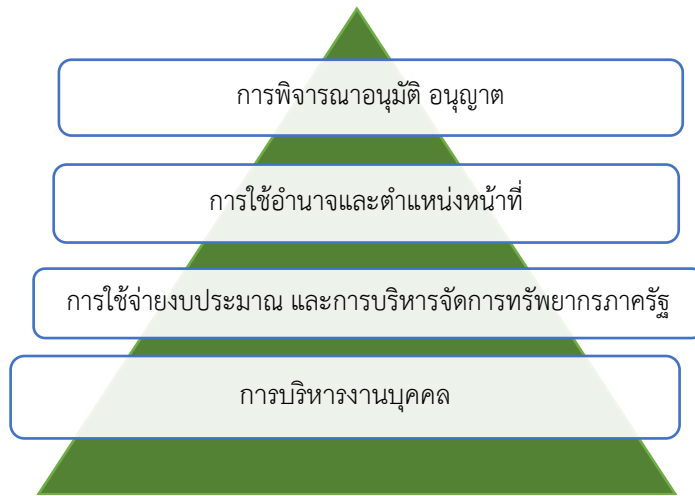 การพิจารณาอนุมัติ อนุญาต
การใช้อำนาจและตำแหน่งหน้าที่
การใช้จ่ายงบประมาณ และการบริหารจัดการทรัพยากรภาครัฐ
การบริหารงานบุคคล